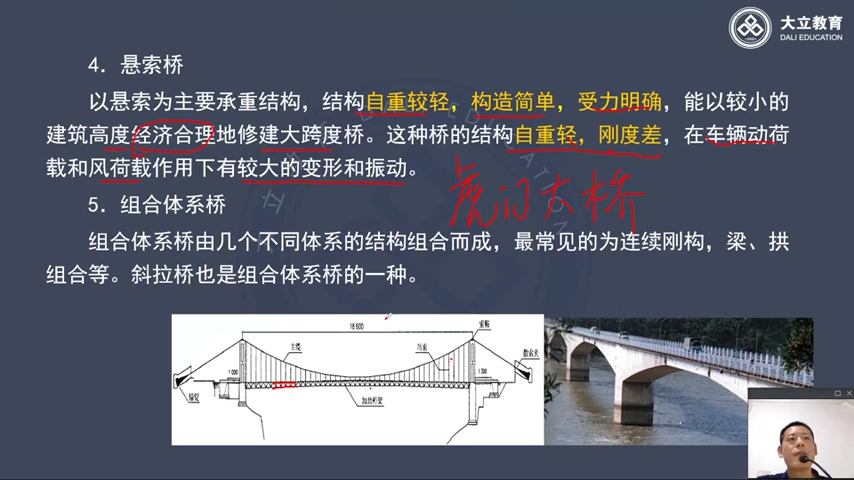 大立教育
DALI EDUCATION
4．悬索桥
以悬索为主要承重结构，结构自重较轻，构造简单，受力明确，能以较小的
建筑高度经济合理地修建大跨度桥。这种桥的结构自重轻，刚度差，在车辆动荷
载和风荷载作用下有较大的变形和振动。
虎门大桥
5．组合体系桥
组合体系桥由几个不同体系的结构组合而成，最常见的为连续刚构，梁、拱
组合等。斜拉桥也是组合体系桥的一种。
主缆
吊索
索鞍
散索夹
锚碇
加劲桁架